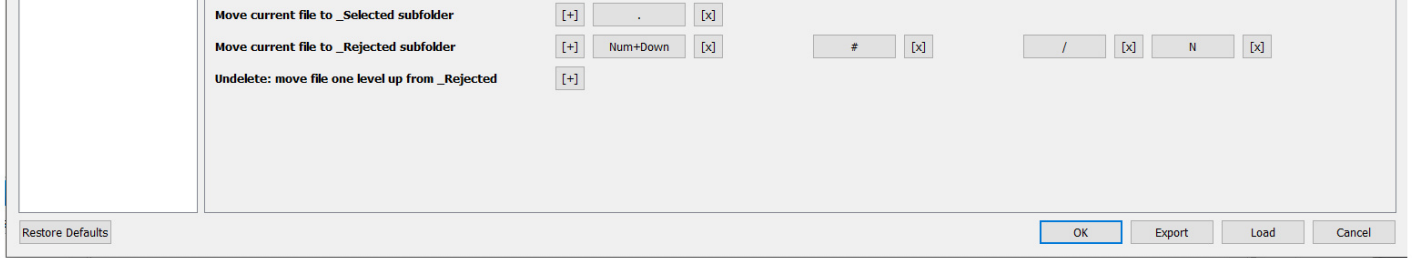 Move current file to _Selected subfolder [+] . [x]
Move current file to _Rejected subfolder [+] Num+Down [x] # [x] / [x] N [x]
Undelete: move file one level up from _Rejected [+]
Restore Defaults OK Export Load Cancel